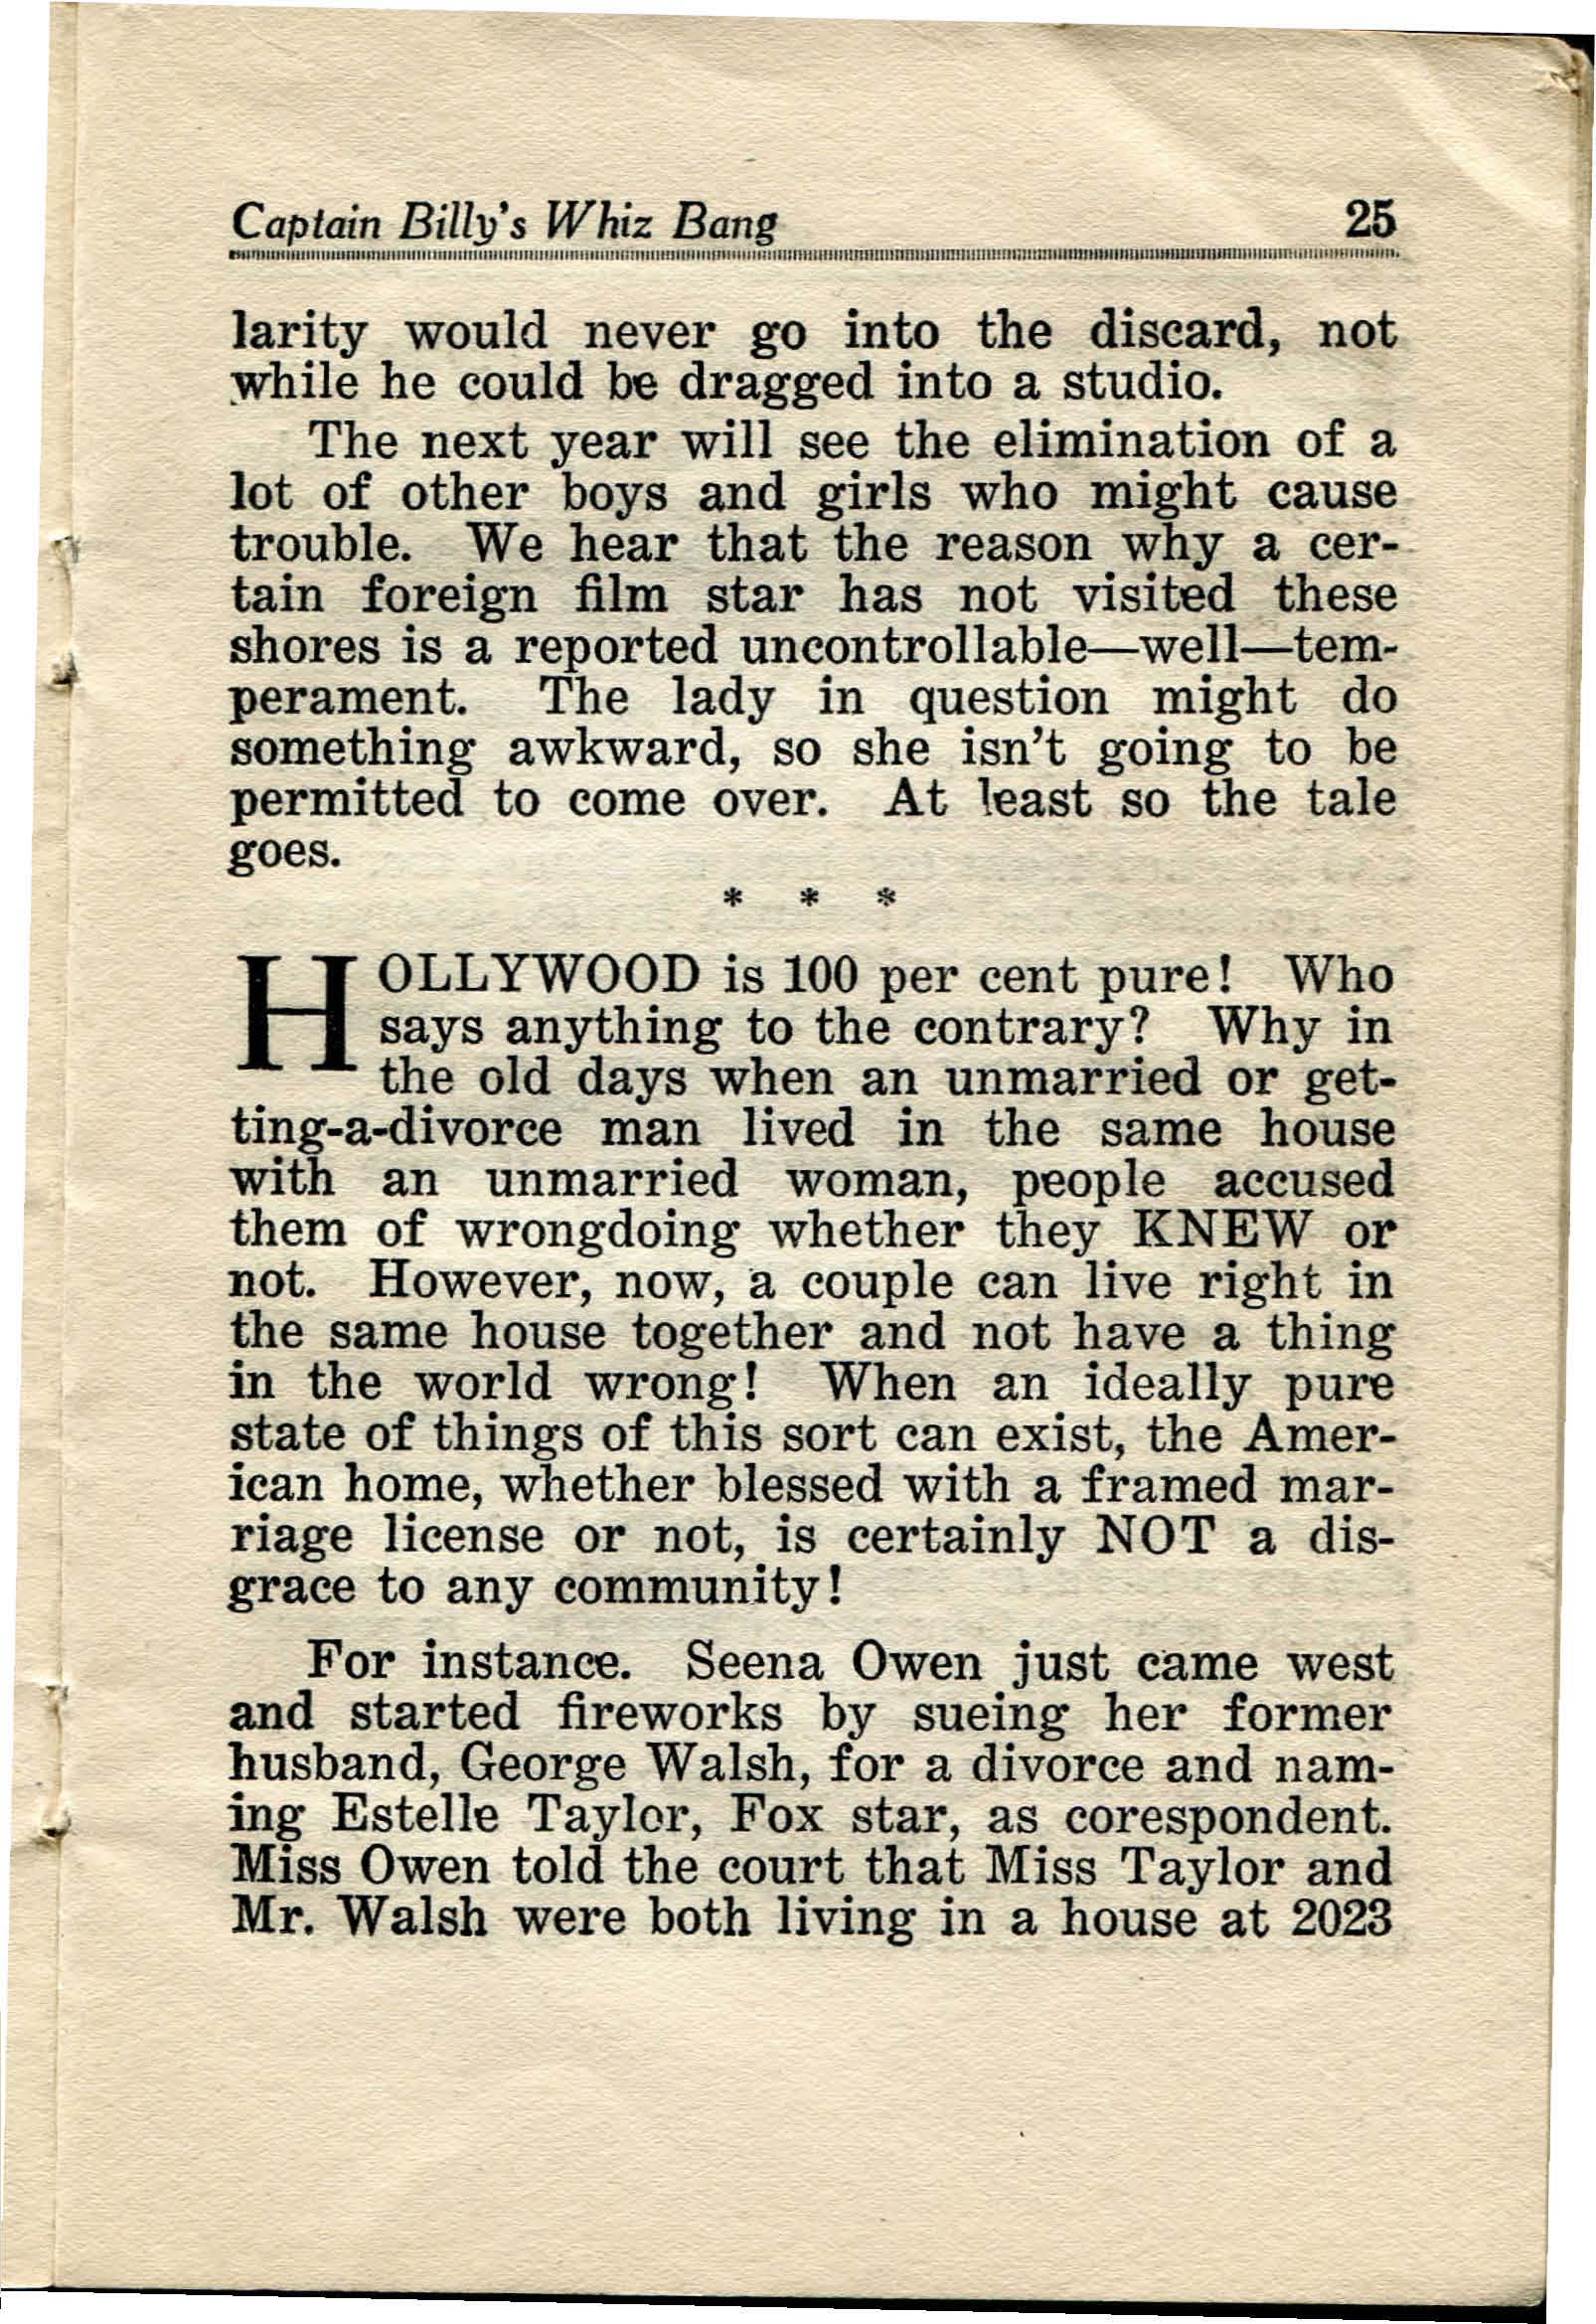 Captain Billy's Whiz Bang 25
larity would never go into the discard, not
while he could be dragged into a studio.
The next year will see the elimination of a
lot of other boys and girls who might cause
trouble. We hear that the reason why a cer-
tain foreign film star has not visited these
shores is a reported uncontrollable—well—tem-
perament. The lady in question might do
something awkward, so she isn't going to be
permitted to come over. At least so the tale
goes.
* * *
HOLLYWOOD is 100 per cent pure! Who
says anything to the contrary? Why in
the old days when an unmarried or get-
ting-a-divorce man lived in the same house
with an unmarried woman, people accused
them of wrongdoing whether they KNEW or
not. However, now, a couple can live right in
the same house together and not have a thing
in the world wrong! When an ideally pure
state of things of this sort can exist, the Amer-
ican home, whether blessed with a framed mar-
riage license or not, is certainly NOT a dis-
grace to any community!
For instance. Seena Owen just came west
and started fireworks by sueing her former
husband, George Walsh, for a divorce and nam-
ing Estelle Taylor, Fox star, as corespondent.
Miss Owen told the court that Miss Taylor and
Mr. Walsh were both living in a house at 2023